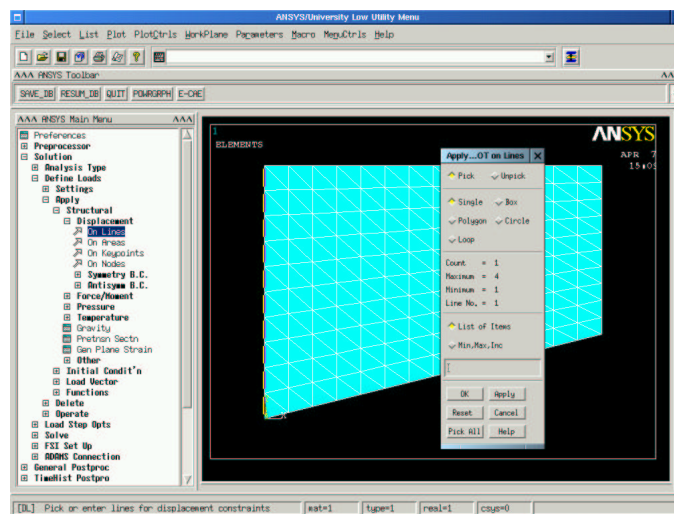 ANSYS/University Low Utility Menu
File Select List Plot PlotCtrls WorkPlane Parameters Macro MenuCtrls Help
ANSYS Toolbar
SAVE_DB RESUM_DB QUIT POWRGRPH E-CAE
ANSYS Main Menu
Preferences
Preprocessor
Solution
Analysis Type
Define Loads
Settings
Apply
Structural
Displacement
On Lines
On Areas
On Keypoints
On Nodes
Symmetry B.C.
Antisymm B.C.
Force/Moment
Pressure
Temperature
Gravity
Pretnsn Sectn
Gen Plane Strain
Other
Initial Condit'n
Load Vector
Functions
Delete
Operate
Load Step Opts
Solve
FSI Set Up
ADAMS Connection
General Postproc
TimeHist Postpro
1
ELEMENTS
ANSYS
APR 7
15:09
X
Apply...OT on Lines
Pick Unpick
Single Box
Polygon Circle
Loop
Count = 1
Maximum = 4
Minimum = 1
Line No. = 1
List of Items
Min,Max,Inc
OK Apply
Reset Cancel
Pick All Help
[DL] Pick or enter lines for displacement constraints mat=1 type=1 real=1 csys=0